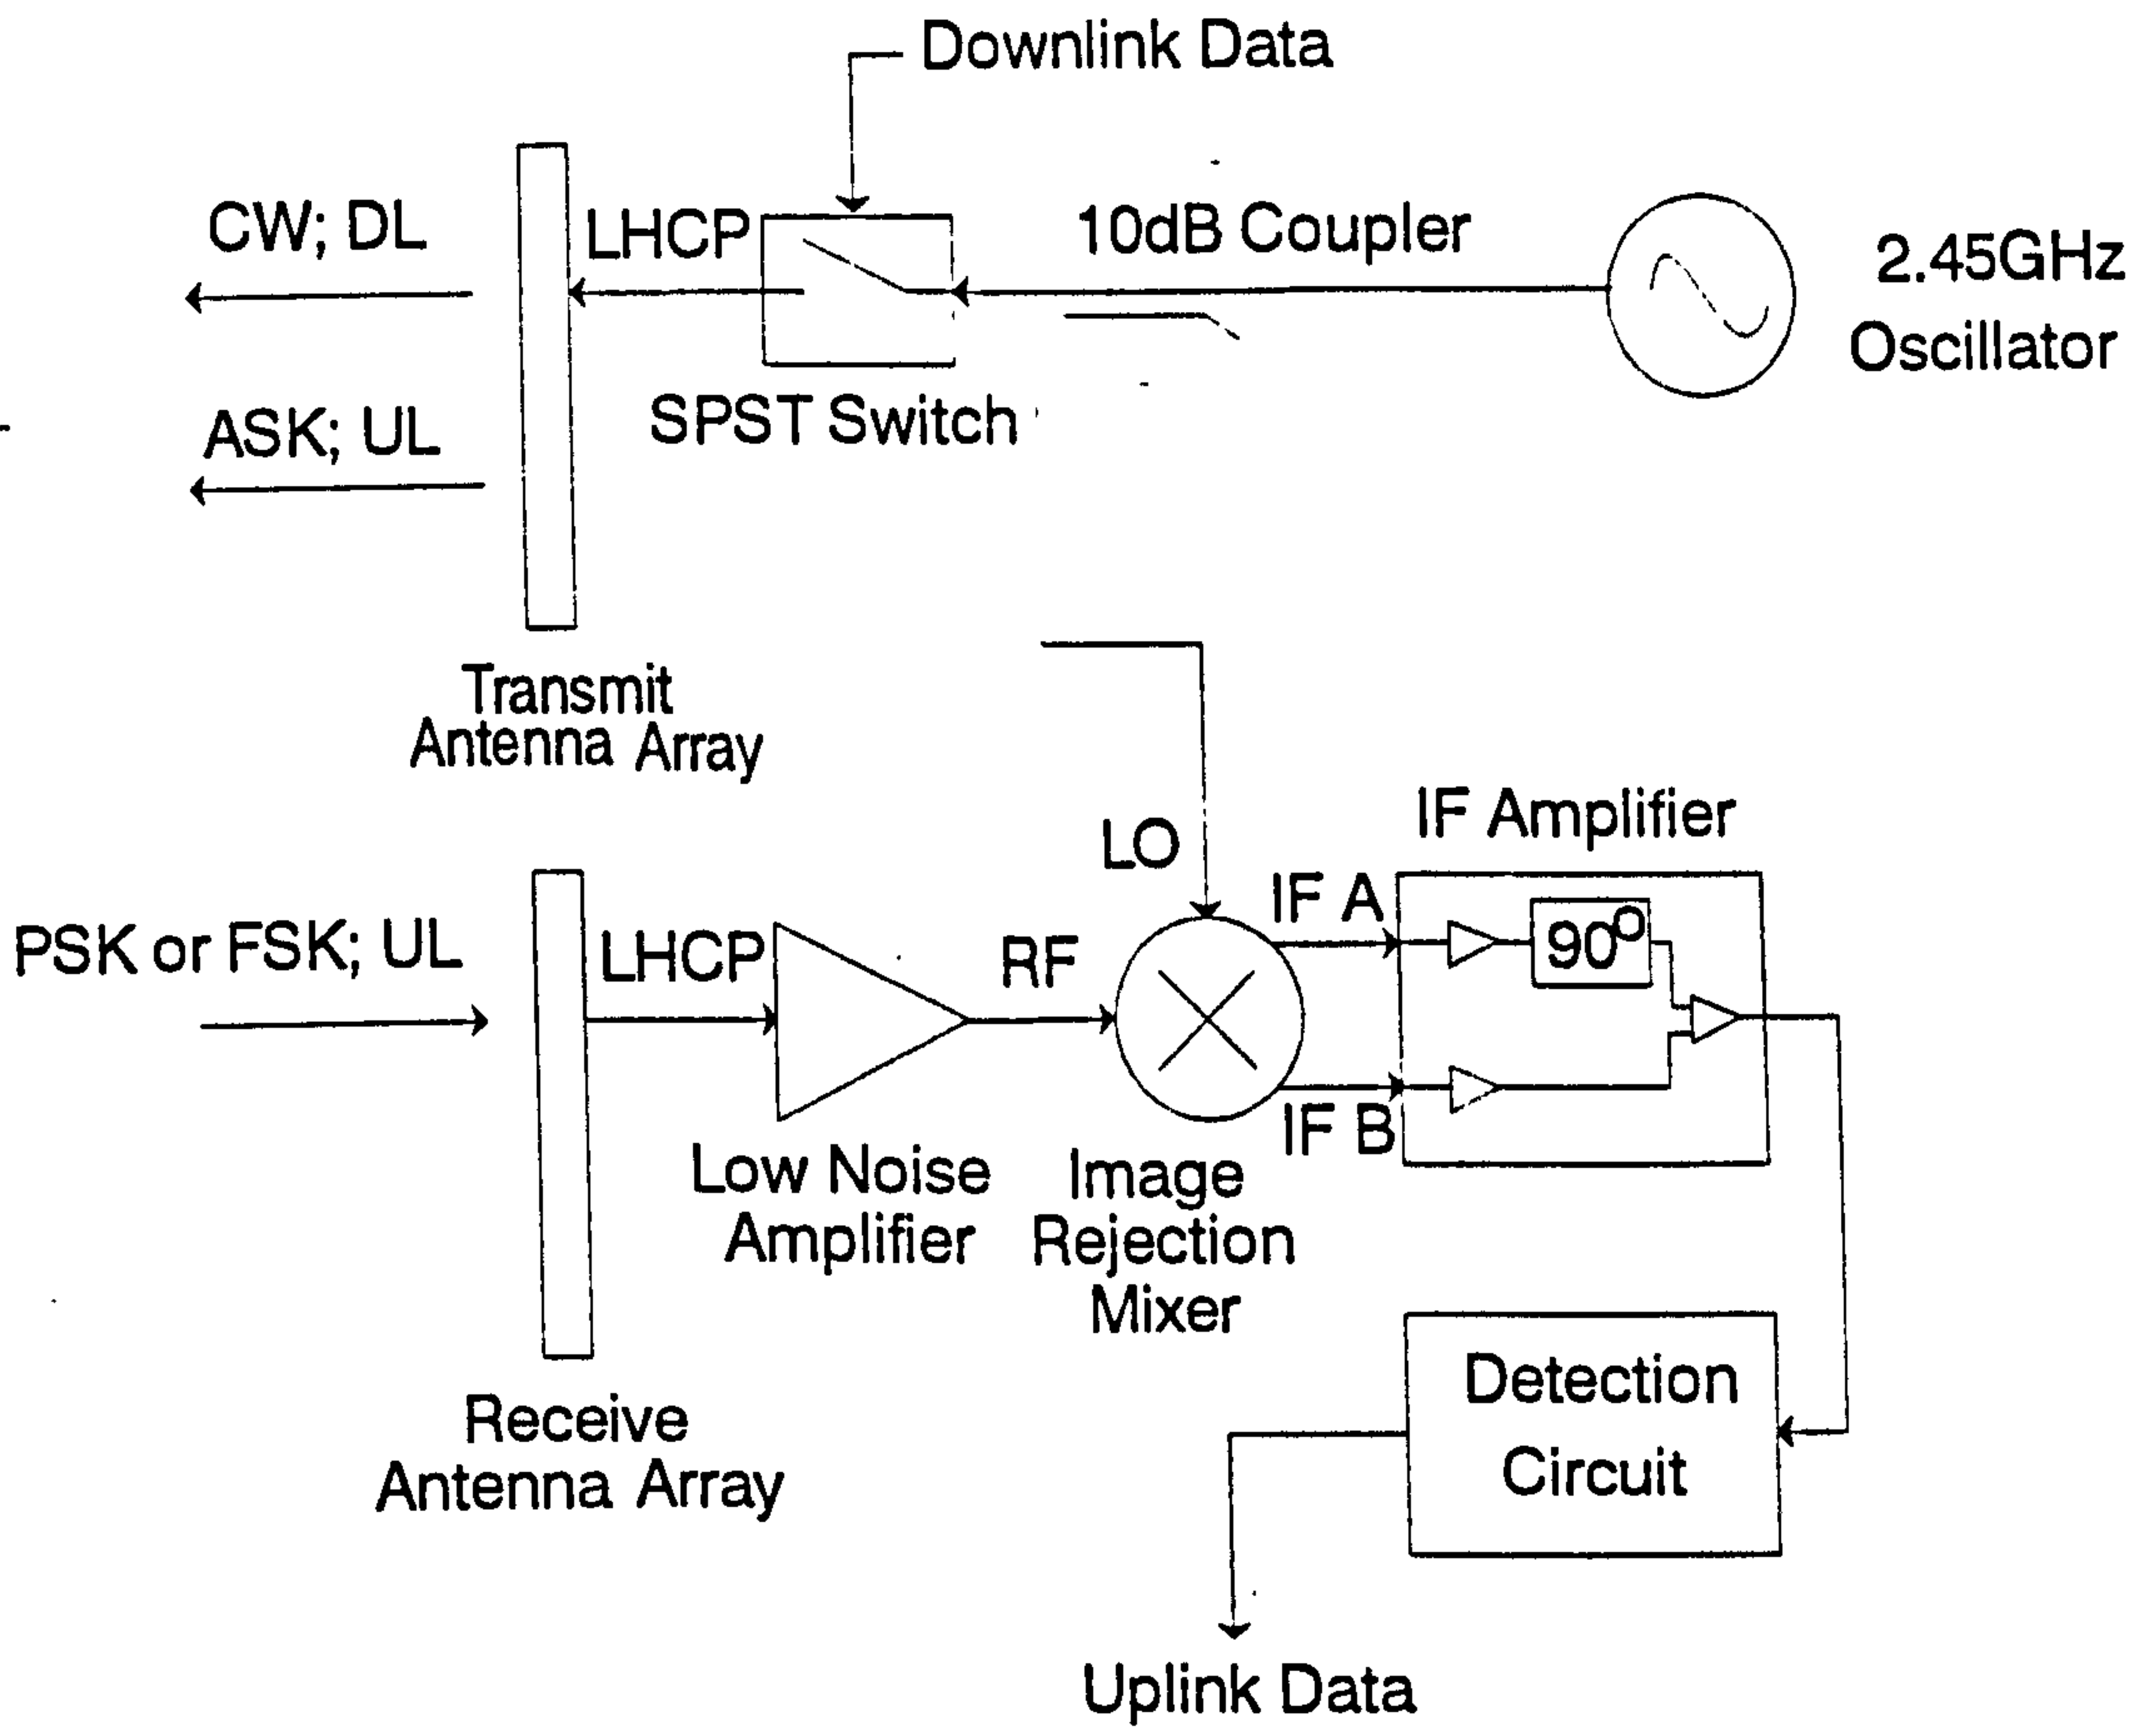 Downlink Data
CW; DL
LHCP
10dB Coupler
2.45GHz
Oscillator
ASK; UL
SPST Switch
Transmit
Antenna Array
LO
IF Amplifier
IF A
90o
PSK or FSK; UL
LHCP
RF
IF B
Low Noise
Amplifier
Image
Rejection
Mixer
Detection
Circuit
Receive
Antenna Array
Uplink Data